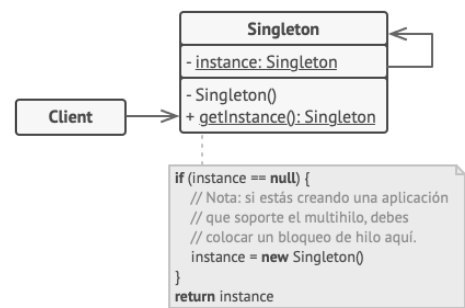 Singleton
- instance: Singleton
- Singleton()
+ getInstance(): Singleton
Client
if (instance == null) {
// Nota: si estás creando una aplicación
// que soporte el multihilo, debes
// colocar un bloqueo de hilo aquí.
instance = new Singleton()
}
return instance